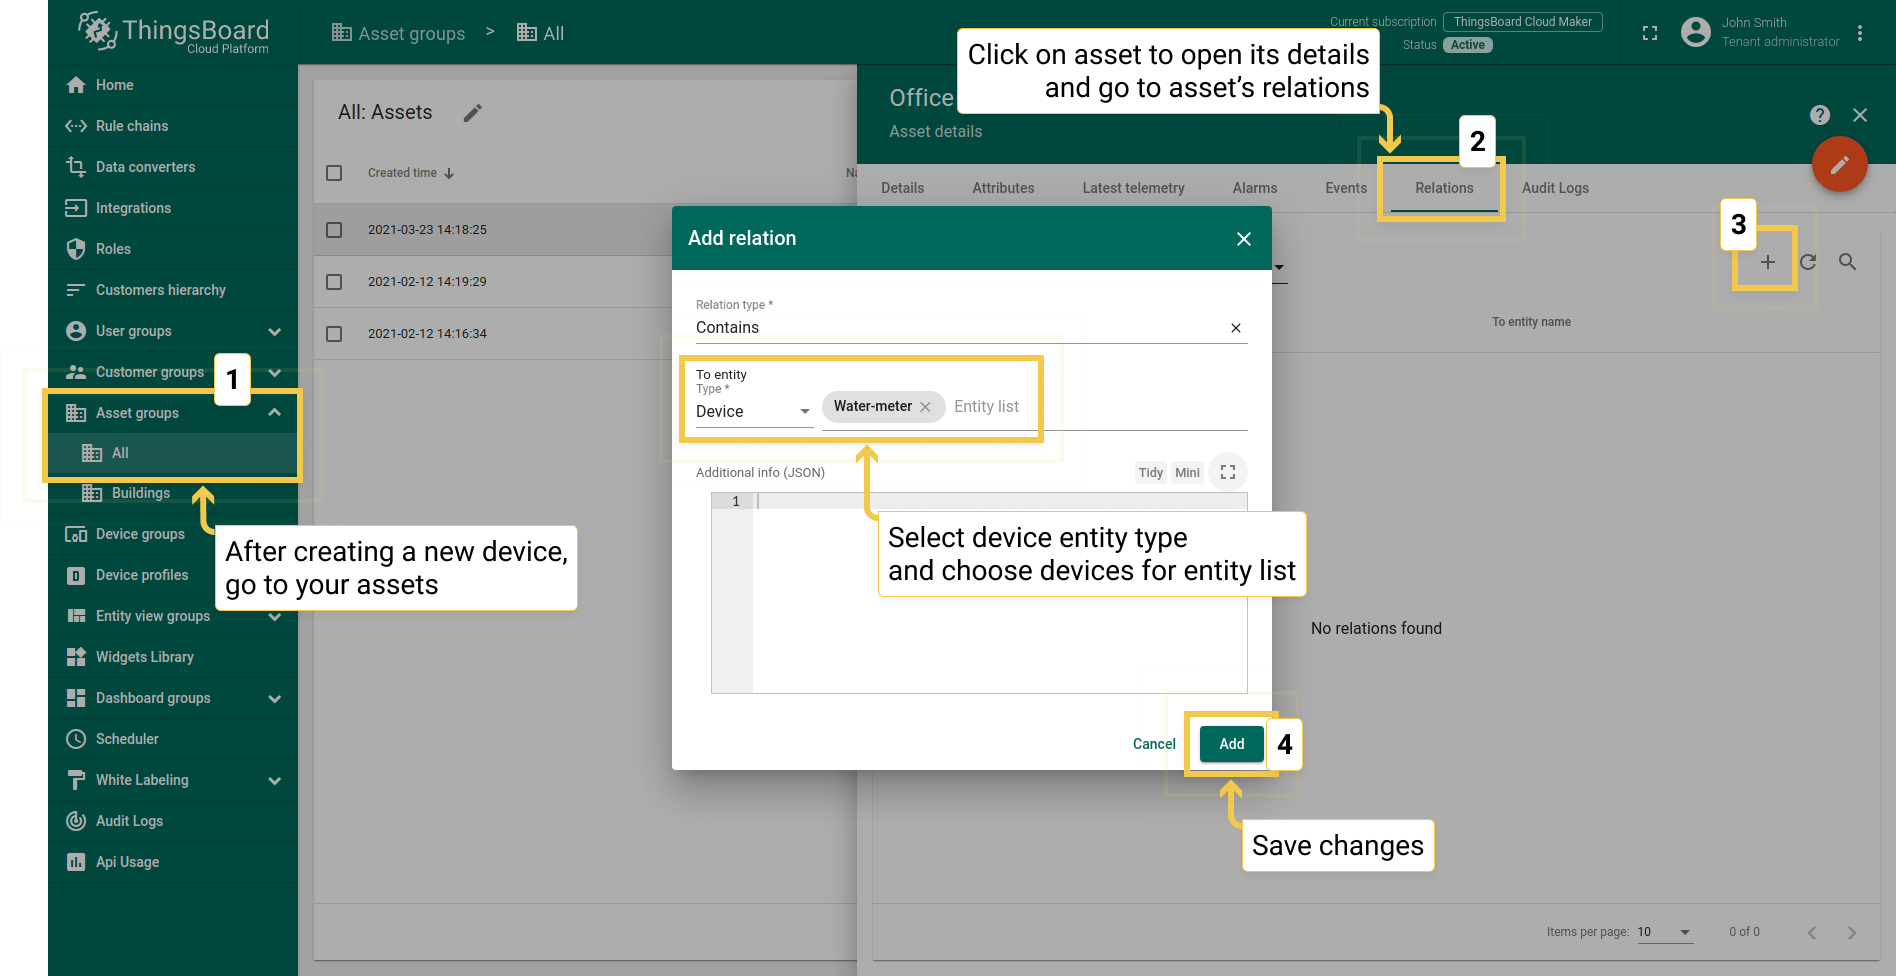 ThingsBoard
Cloud Platform
Home
Rule chains
Data converters
Integrations
Roles
Customers hierarchy
User groups
Customer groups
1
Asset groups
All
Buildings
Device groups
Device profiles
Entity view groups
Widgets Library
Dashboard groups
Scheduler
White Labeling
Audit Logs
Api Usage
After creating a new device,
go to your assets
Asset groups > All
Current subscription ThingsBoard Cloud Maker
Status Active
John Smith
Tenant administrator
All: Assets
Created time
2021-03-23 14:18:25
2021-02-12 14:19:29
2021-02-12 14:16:34
Click on asset to open its details
and go to asset’s relations
Office
Asset details
2
Details Attributes Latest telemetry Alarms Events Relations Audit Logs
3
To entity name
No relations found
Items per page: 10 0 of 0
Add relation
Relation type *
Contains
To entity
Type *
Device Water-meter Entity list
Additional info (JSON) Tidy Mini
1
Select device entity type
and choose devices for entity list
Cancel Add 4
Save changes